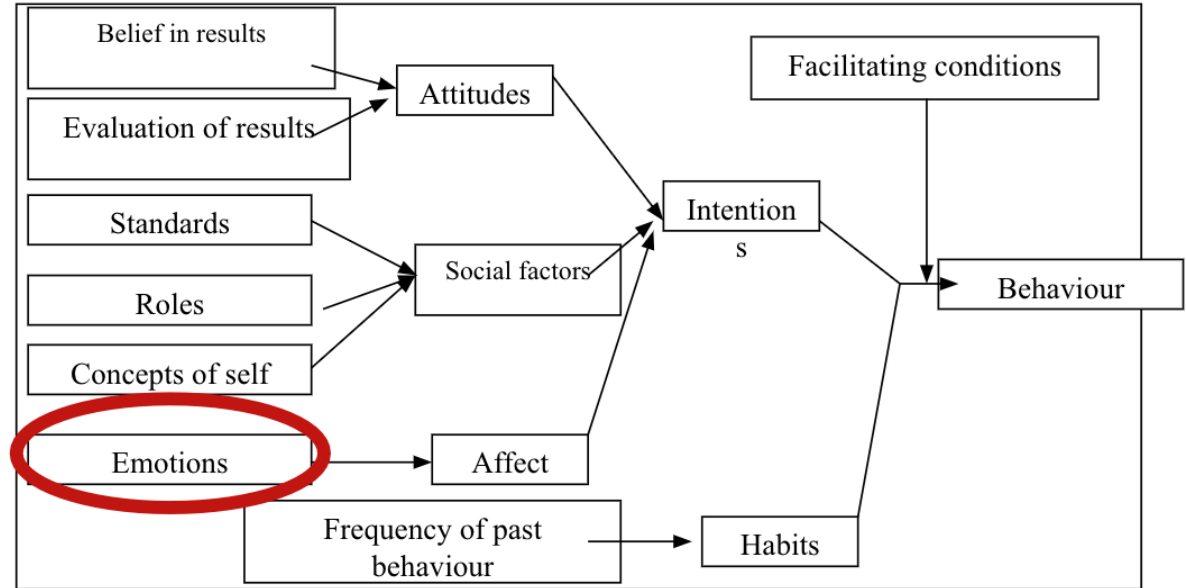 Belief in results
Evaluation of results
Attitudes
Facilitating conditions
Standards
Roles
Concepts of self
Social factors
Intention
s
Behaviour
Emotions
Affect
Frequency of past
behaviour
Habits